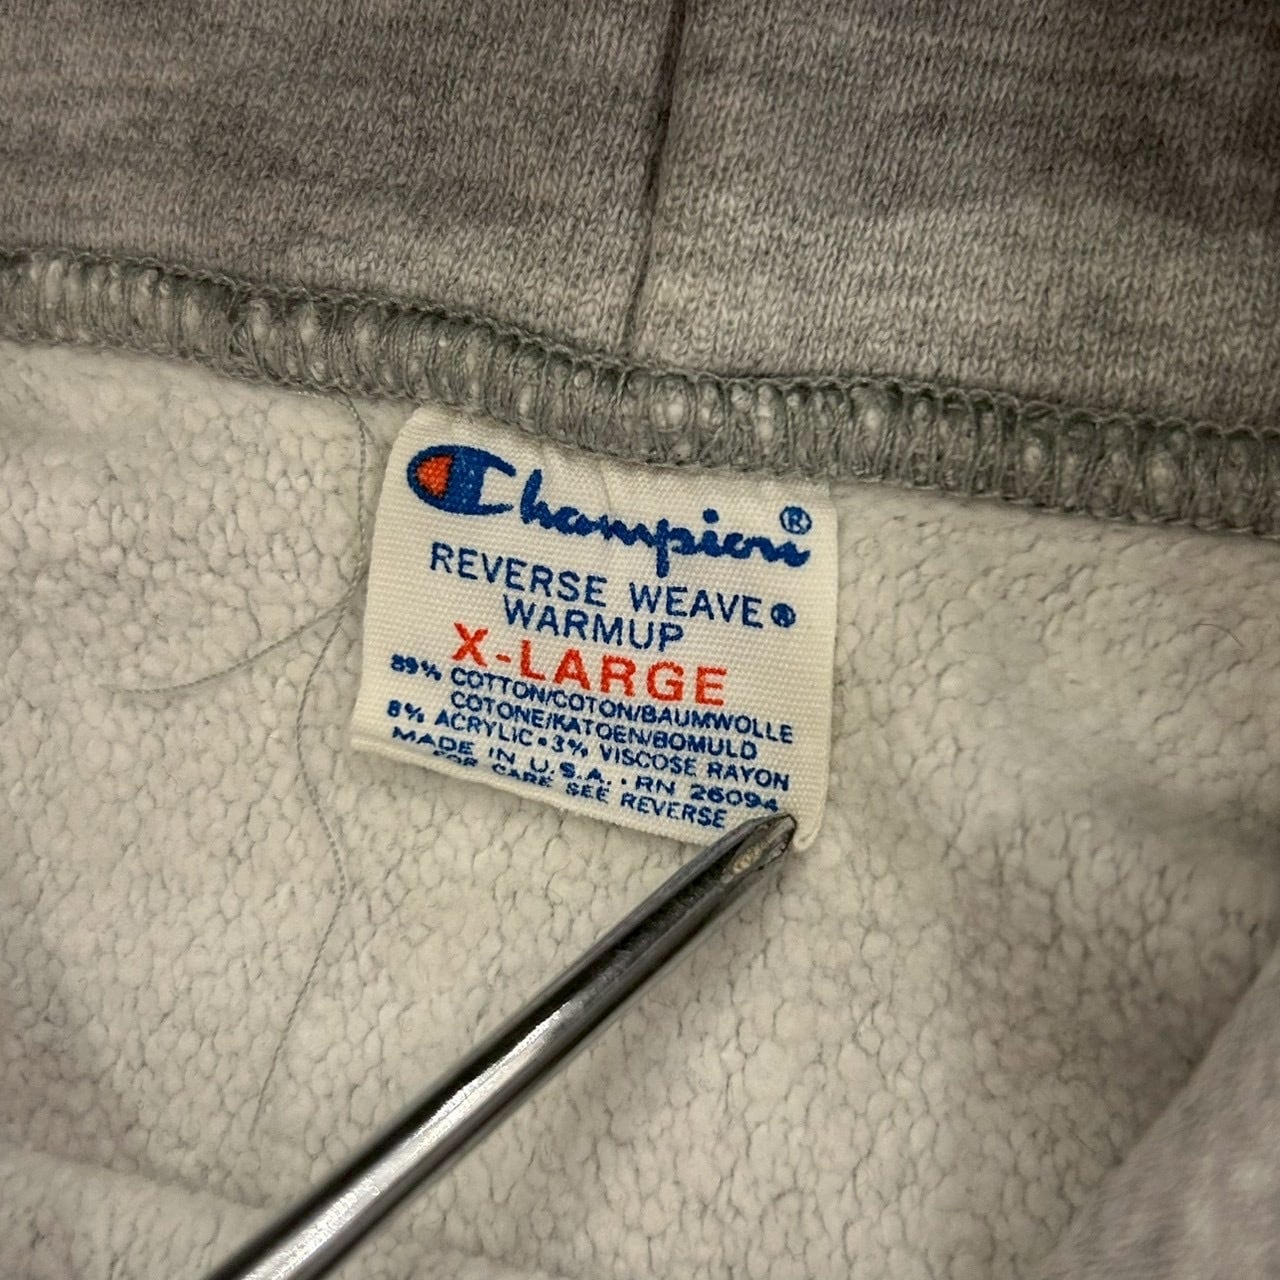 Champion®
REVERSE WEAVE®
WARMUP
X-LARGE
89% COTTON/COTON/BAUMWOLLE
COTONE/KATOEN/BOMULD
8% ACRYLIC•3% VISCOSE RAYON
MADE IN U.S.A. • RN 26094
FOR CARE SEE REVERSE